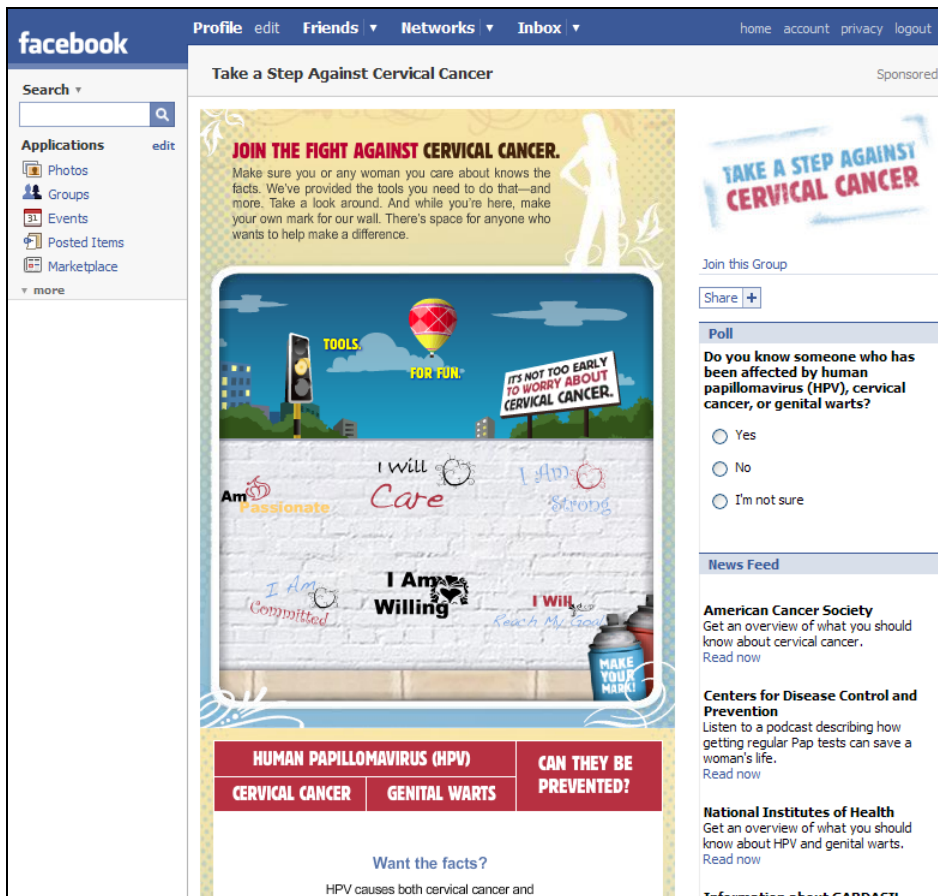 facebook
Profile edit Friends Networks Inbox
home account privacy logout
Search
Applications edit
Photos
Groups
31 Events
Posted Items
Marketplace
more
Take a Step Against Cervical Cancer
Sponsored
JOIN THE FIGHT AGAINST CERVICAL CANCER.
Make sure you or any woman you care about knows the
facts. We've provided the tools you need to do that—and
more. Take a look around. And while you're here, make
your own mark for our wall. There's space for anyone who
wants to help make a difference.
TOOLS.
FOR FUN.
IT'S NOT TOO EARLY
TO WORRY ABOUT
CERVICAL CANCER.
Am
Passionate
I Will
Care
I Am
Strong
I Am
Committed
I Am
Willing
I Will
Reach My Goal
MAKE
YOUR
MARK!
HUMAN PAPILLOMAVIRUS (HPV)
CERVICAL CANCER
GENITAL WARTS
CAN THEY BE
PREVENTED?
Want the facts?
HPV causes both cervical cancer and
TAKE A STEP AGAINST
CERVICAL CANCER
Join this Group
Share +
Poll
Do you know someone who has
been affected by human
papillomavirus (HPV), cervical
cancer, or genital warts?
Yes
No
I'm not sure
News Feed
American Cancer Society
Get an overview of what you should
know about cervical cancer.
Read now
Centers for Disease Control and
Prevention
Listen to a podcast describing how
getting regular Pap tests can save a
woman's life.
Read now
National Institutes of Health
Get an overview of what you should
know about HPV and genital warts.
Read now
Information about GARDASIL